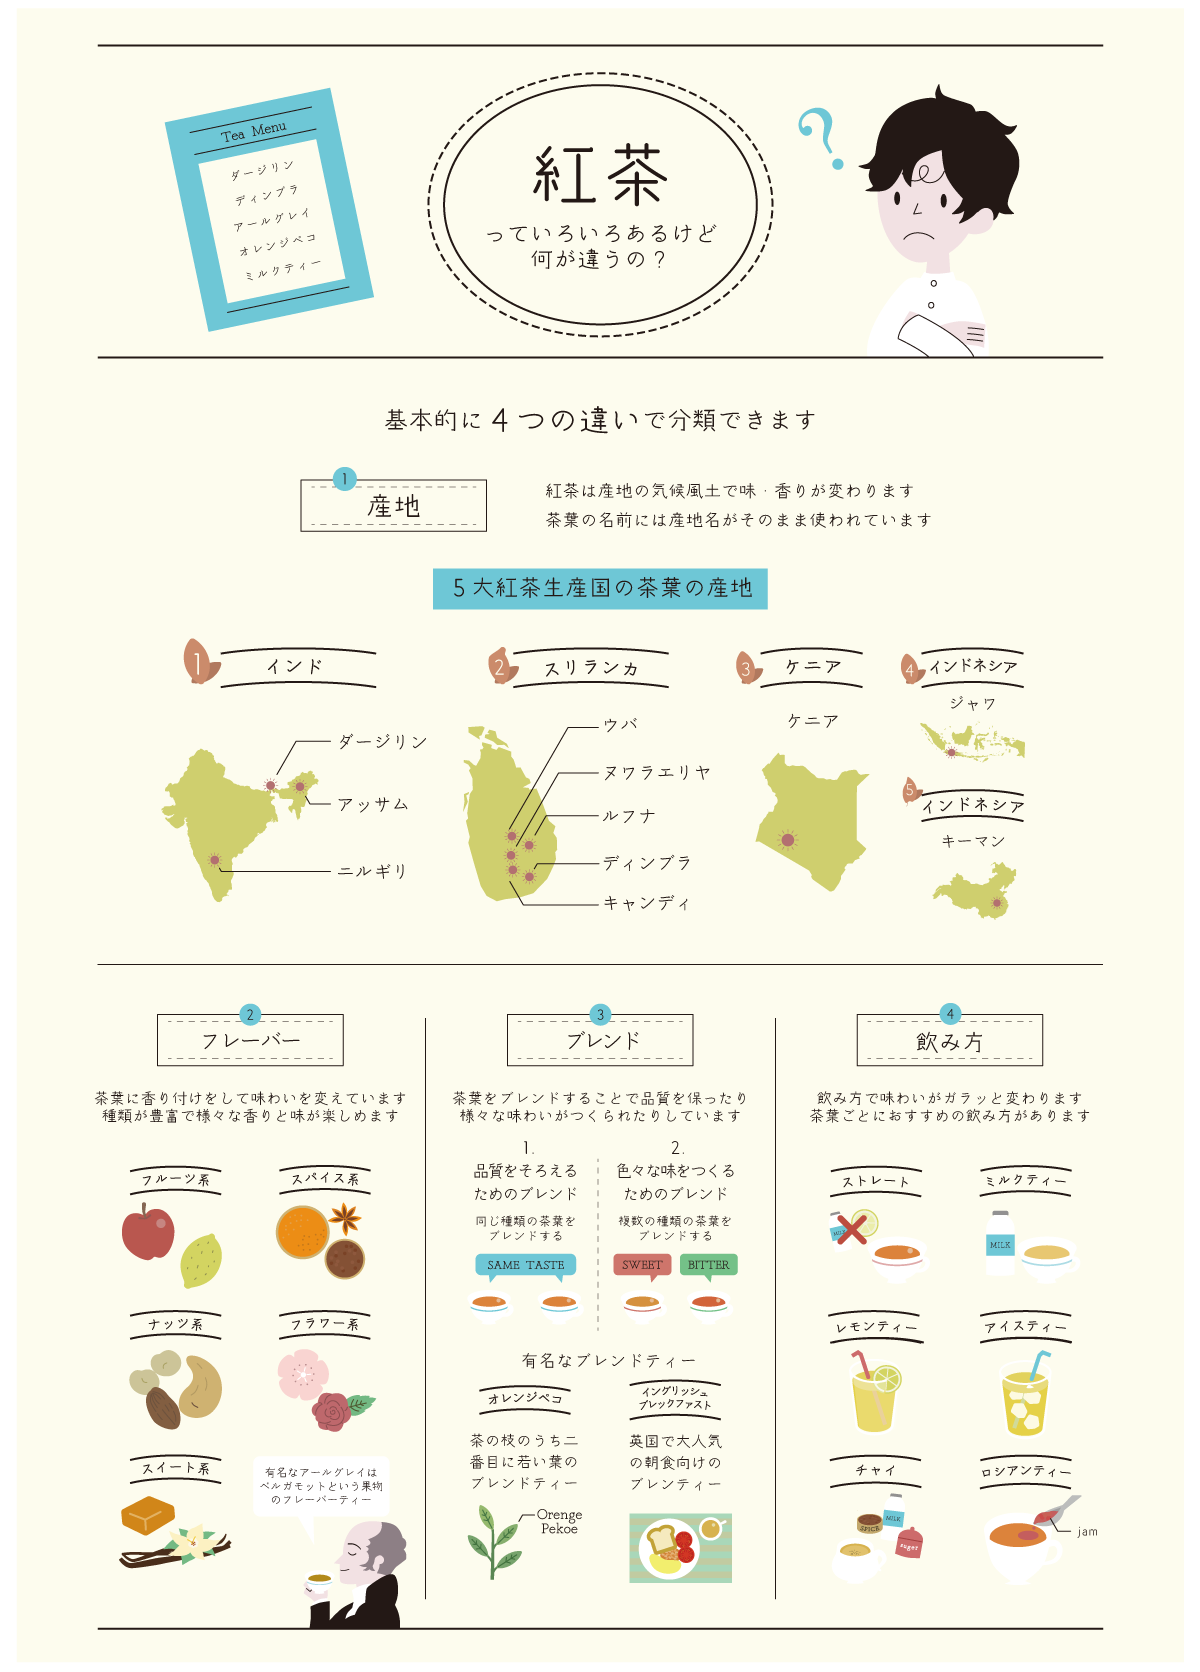 Tea Menu
ダージリン
ディンブラ
アールグレイ
オレンジペコ
ミルクティー
紅茶
っていろいろあるけど
何が違うの？
?
基本的に4つの違いで分類できます
1
産地
紅茶は産地の気候風土で味・香りが変わります
茶葉の名前には産地名がそのまま使われています
5大紅茶生産国の茶葉の産地
1 インド
ダージリン
アッサム
ニルギリ
2 スリランカ
ウバ
ヌワラエリヤ
ルフナ
ディンブラ
キャンディ
3 ケニア
ケニア
4 インドネシア
ジャワ
5 インドネシア
キーマン
2
フレーバー
茶葉に香り付けをして味わいを変えています
種類が豊富で様々な香りと味が楽しめます
フルーツ系
スパイス系
ナッツ系
フラワー系
スイート系
有名なアールグレイは
ベルガモットという果物
のフレーバーティー
3
ブレンド
茶葉をブレンドすることで品質を保ったり
様々な味わいがつくられたりしています
1.
品質をそろえる
ためのブレンド
同じ種類の茶葉を
ブレンドする
SAME TASTE
2.
色々な味をつくる
ためのブレンド
複数の種類の茶葉を
ブレンドする
SWEET
BITTER
有名なブレンドティー
オレンジペコ
茶の枝のうち二
番目に若い葉の
ブレンドティー
Orenge
Pekoe
イングリッシュ
ブレックファスト
英国で大人気
の朝食向けの
ブレンティー
4
飲み方
飲み方で味わいがガラッと変わります
茶葉ごとにおすすめの飲み方があります
ストレート
MILK
ミルクティー
MILK
レモンティー
アイスティー
チャイ
MILK
SPICE
suger
ロシアンティー
jam